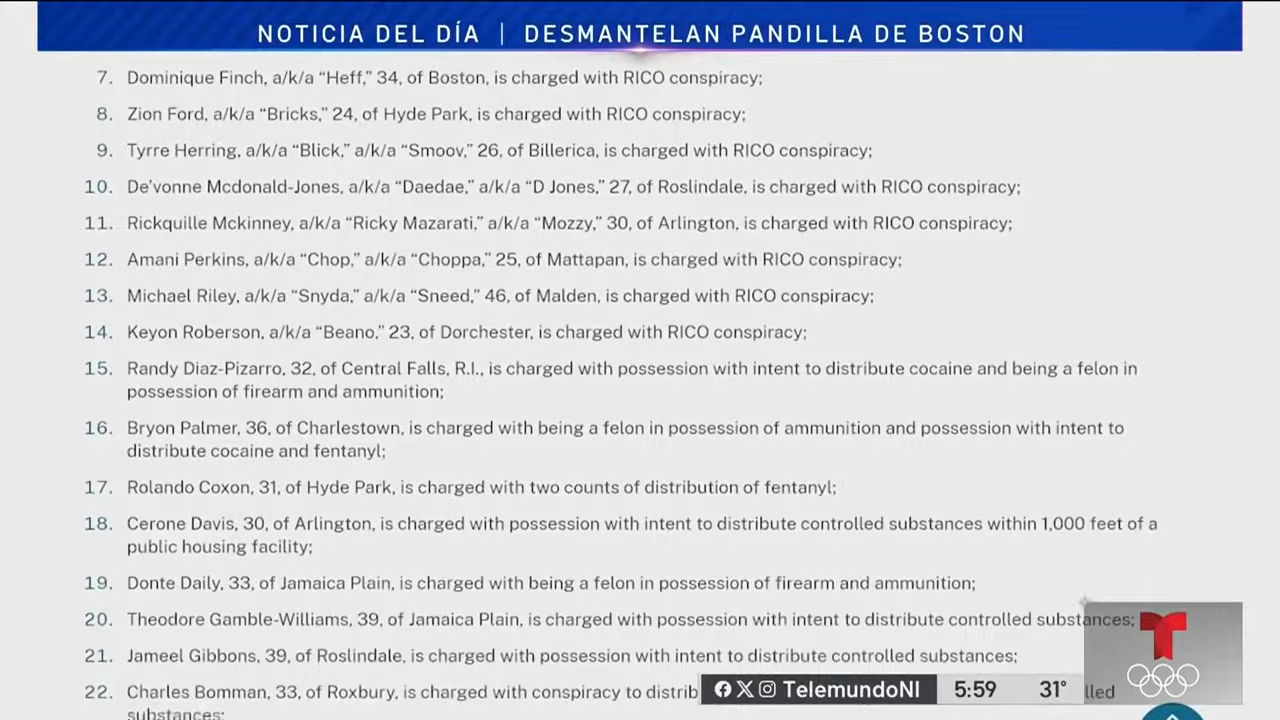 NOTICIA DEL DÍA | DESMANTELAN PANDILLA DE BOSTON
7. Dominique Finch, a/k/a “Heff,” 34, of Boston, is charged with RICO conspiracy;
8. Zion Ford, a/k/a “Bricks,” 24, of Hyde Park, is charged with RICO conspiracy;
9. Tyrre Herring, a/k/a “Blick,” a/k/a “Smoov,” 26, of Billerica, is charged with RICO conspiracy;
10. De’vonne Mcdonald-Jones, a/k/a “Daedae,” a/k/a “D Jones,” 27, of Roslindale, is charged with RICO conspiracy;
11. Rickquille Mckinney, a/k/a “Ricky Mazarati,” a/k/a “Mozzy,” 30, of Arlington, is charged with RICO conspiracy;
12. Amani Perkins, a/k/a “Chop,” a/k/a “Choppa,” 25, of Mattapan, is charged with RICO conspiracy;
13. Michael Riley, a/k/a “Snyda,” a/k/a “Sneed,” 46, of Malden, is charged with RICO conspiracy;
14. Keyon Roberson, a/k/a “Beano,” 23, of Dorchester, is charged with RICO conspiracy;
15. Randy Diaz-Pizarro, 32, of Central Falls, R.I., is charged with possession with intent to distribute cocaine and being a felon in
possession of firearm and ammunition;
16. Bryon Palmer, 36, of Charlestown, is charged with being a felon in possession of ammunition and possession with intent to
distribute cocaine and fentanyl;
17. Rolando Coxon, 31, of Hyde Park, is charged with two counts of distribution of fentanyl;
18. Cerone Davis, 30, of Arlington, is charged with possession with intent to distribute controlled substances within 1,000 feet of a
public housing facility;
19. Donte Daily, 33, of Jamaica Plain, is charged with being a felon in possession of firearm and ammunition;
20. Theodore Gamble-Williams, 39, of Jamaica Plain, is charged with possession with intent to distribute controlled substances;
21. Jameel Gibbons, 39, of Roslindale, is charged with possession with intent to distribute controlled substances;
22. Charles Bomman, 33, of Roxbury, is charged with conspiracy to distrib lled
substances;
TelemundoNI 5:59 31°